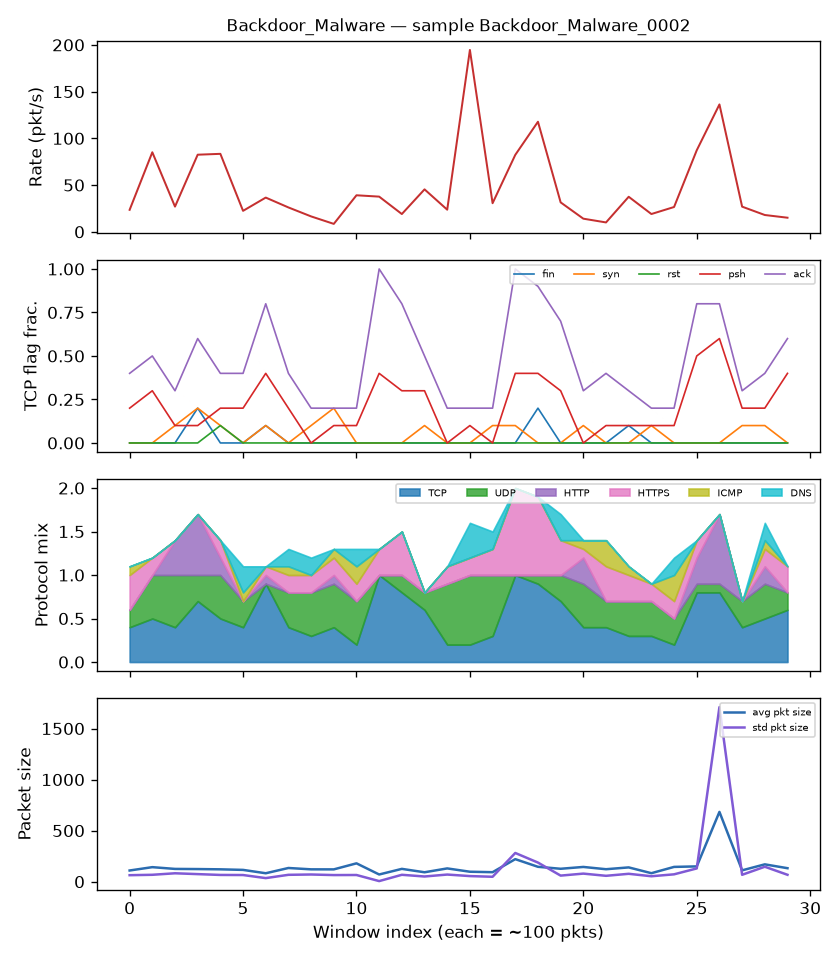 Backdoor_Malware — sample Backdoor_Malware_0002
200
150
100
50
0
Rate (pkt/s)
1.00
0.75
0.50
0.25
0.00
TCP flag frac.
fin syn rst psh ack
2.0
1.5
1.0
0.5
0.0
Protocol mix
TCP UDP HTTP HTTPS ICMP DNS
1500
1000
500
0
Packet size
avg pkt size
std pkt size
0 5 10 15 20 25 30
Window index (each = ~100 pkts)